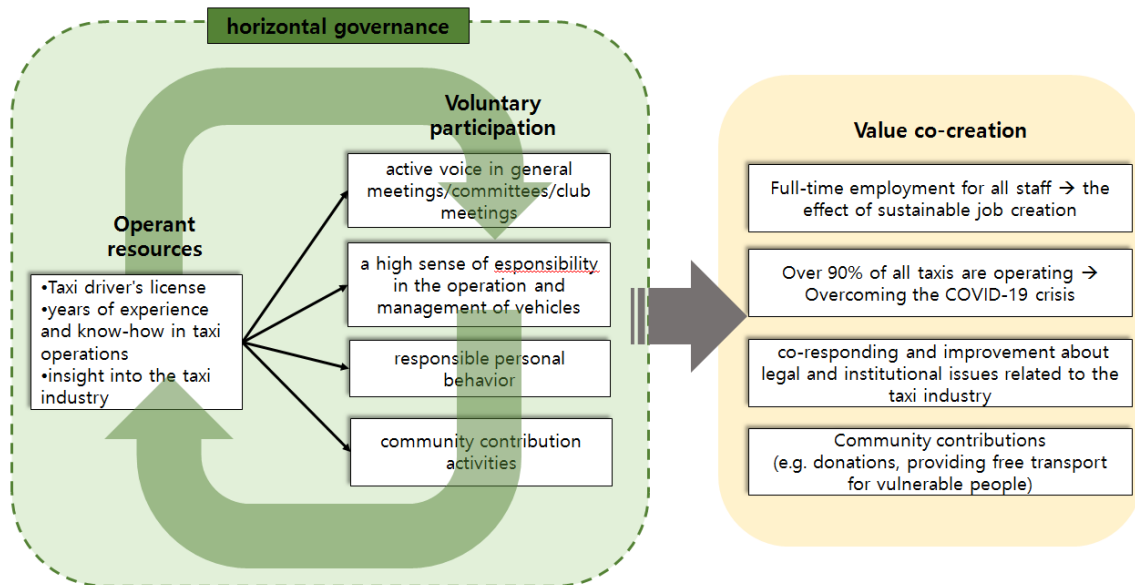 horizontal governance
Voluntary
participation
active voice in general
meetings/committees/club
meetings
Operant
resources
•Taxi driver's license
•years of experience
and know-how in taxi
operations
•insight into the taxi
industry
a high sense of esponsibility
in the operation and
management of vehicles
responsible personal
behavior
community contribution
activities
Value co-creation
Full-time employment for all staff → the
effect of sustainable job creation
Over 90% of all taxis are operating →
Overcoming the COVID-19 crisis
co-responding and improvement about
legal and institutional issues related to the
taxi industry
Community contributions
(e.g. donations, providing free transport
for vulnerable people)